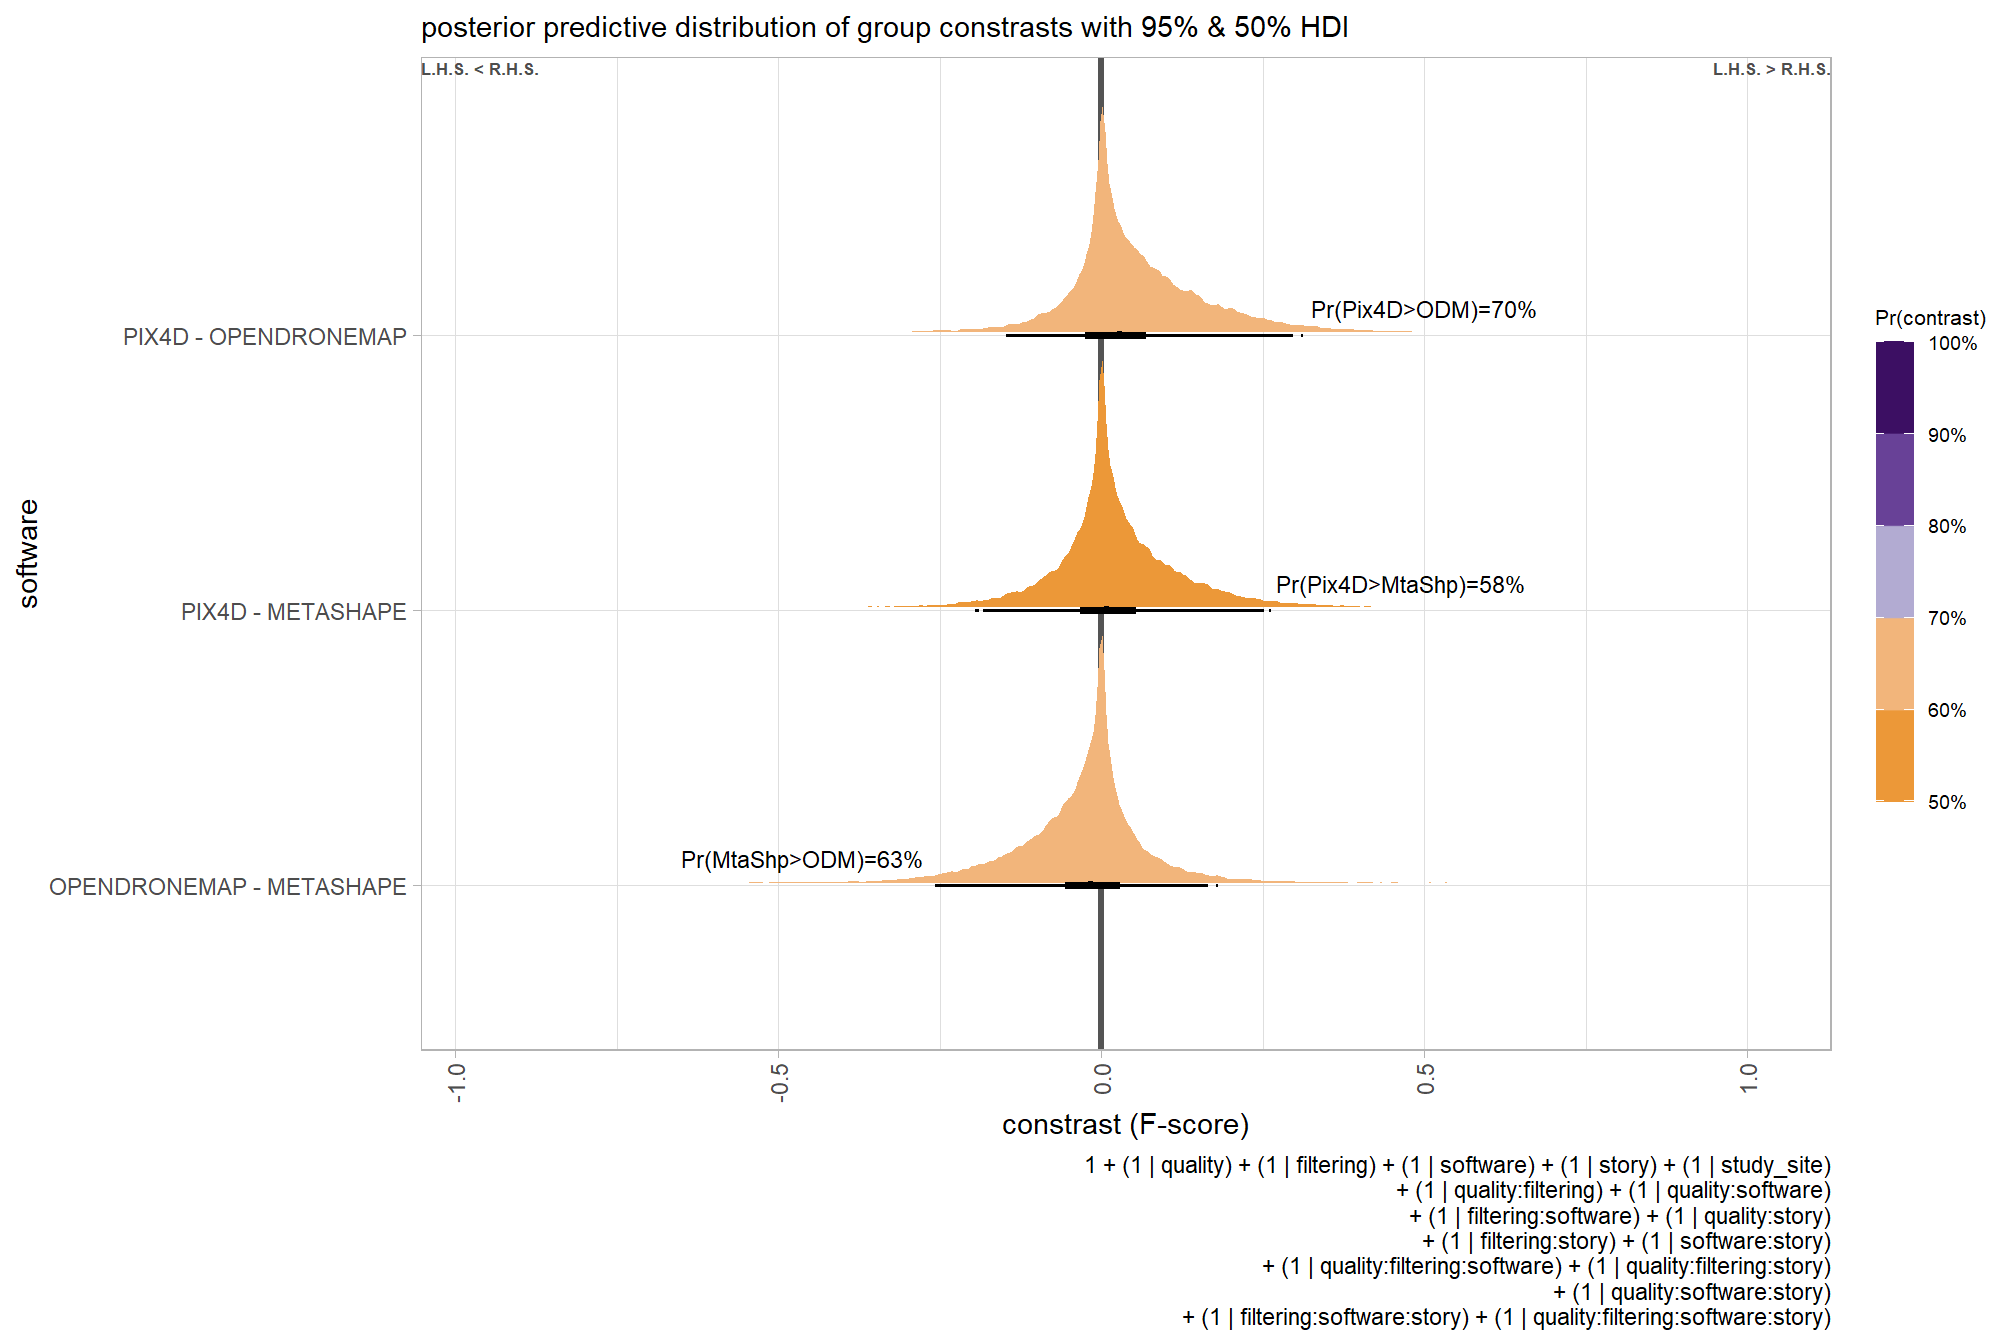 posterior predictive distribution of group constrasts with 95% & 50% HDI
L.H.S. < R.H.S.
L.H.S. > R.H.S.
software
PIX4D - OPENDRONEMAP
Pr(Pix4D>ODM)=70%
PIX4D - METASHAPE
Pr(Pix4D>MtaShp)=58%
OPENDRONEMAP - METASHAPE
Pr(MtaShp>ODM)=63%
Pr(contrast)
100%
90%
80%
70%
60%
50%
-1.0
-0.5
0.0
0.5
1.0
constrast (F-score)
1 + (1 | quality) + (1 | filtering) + (1 | software) + (1 | story) + (1 | study_site)
+ (1 | quality:filtering) + (1 | quality:software)
+ (1 | filtering:software) + (1 | quality:story)
+ (1 | filtering:story) + (1 | software:story)
+ (1 | quality:filtering:software) + (1 | quality:filtering:story)
+ (1 | quality:software:story)
+ (1 | filtering:software:story) + (1 | quality:filtering:software:story)